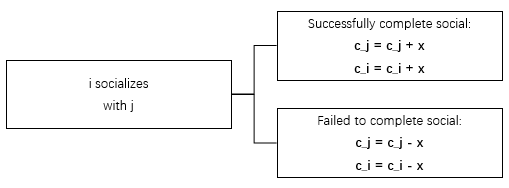 i socializes
with j
Successfully complete social:
c_j = c_j + x
c_i = c_i + x
Failed to complete social:
c_j = c_j - x
c_i = c_i - x